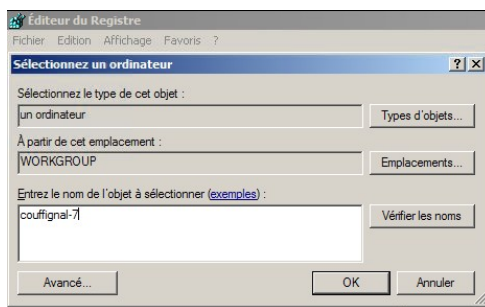 Éditeur du Registre
Fichier Edition Affichage Favoris ?
Sélectionnez un ordinateur
Sélectionnez le type de cet objet :
un ordinateur
Types d'objets...
À partir de cet emplacement :
WORKGROUP
Emplacements...
Entrez le nom de l'objet à sélectionner (exemples) :
couffignal-7
Vérifier les noms
Avancé...
OK
Annuler